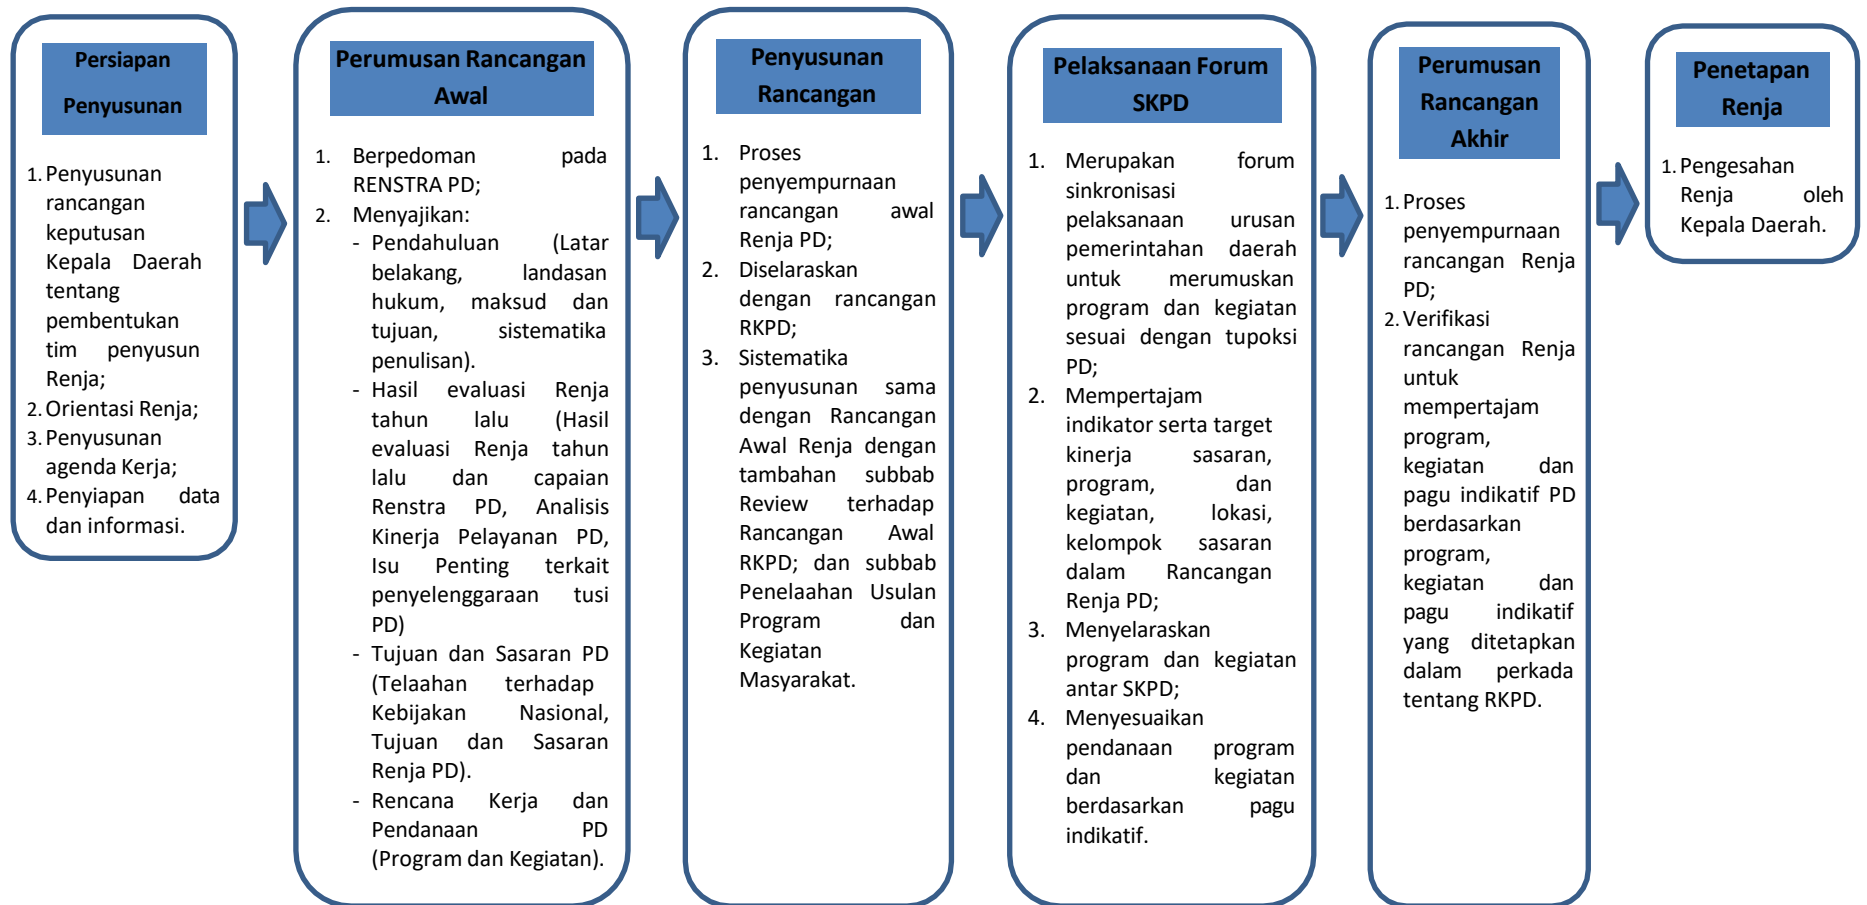 Persiapan
Penyusunan
1. Penyusunan
rancangan
keputusan
Kepala Daerah
tentang
pembentukan
tim penyusun
Renja;
2. Orientasi Renja;
3. Penyusunan
agenda Kerja;
4. Penyiapan data
dan informasi.
Perumusan Rancangan
Awal
1. Berpedoman pada
RENSTRA PD;
2. Menyajikan:
- Pendahuluan (Latar
belakang, landasan
hukum, maksud dan
tujuan, sistematika
penulisan).
- Hasil evaluasi Renja
tahun lalu (Hasil
evaluasi Renja tahun
lalu dan capaian
Renstra PD, Analisis
Kinerja Pelayanan PD,
Isu Penting terkait
penyelenggaraan tusi
PD)
- Tujuan dan Sasaran PD
(Telaahan terhadap
Kebijakan Nasional,
Tujuan dan Sasaran
Renja PD).
- Rencana Kerja dan
Pendanaan PD
(Program dan Kegiatan).
Penyusunan
Rancangan
1. Proses
penyempurnaan
rancangan awal
Renja PD;
2. Diselaraskan
dengan rancangan
RKPD;
3. Sistematika
penyusunan sama
dengan Rancangan
Awal Renja dengan
tambahan subbab
Review terhadap
Rancangan Awal
RKPD; dan subbab
Penelaahan Usulan
Program dan
Kegiatan
Masyarakat.
Pelaksanaan Forum
SKPD
1. Merupakan forum
sinkronisasi
pelaksanaan urusan
pemerintahan daerah
untuk merumuskan
program dan kegiatan
sesuai dengan tupoksi
PD;
2. Mempertajam
indikator serta target
kinerja sasaran,
program, dan
kegiatan, lokasi,
kelompok sasaran
dalam Rancangan
Renja PD;
3. Menyelaraskan
program dan kegiatan
antar SKPD;
4. Menyesuaikan
pendanaan program
dan kegiatan
berdasarkan pagu
indikatif.
Perumusan
Rancangan
Akhir
1. Proses
penyempurnaan
rancangan Renja
PD;
2. Verifikasi
rancangan Renja
untuk
mempertajam
program,
kegiatan dan
pagu indikatif PD
berdasarkan
program,
kegiatan dan
pagu indikatif
yang ditetapkan
dalam perkada
tentang RKPD.
Penetapan
Renja
1. Pengesahan
Renja oleh
Kepala Daerah.